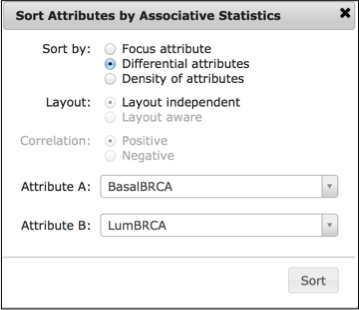 Sort Attributes by Associative Statistics
Sort by: Focus attribute
Differential attributes
Density of attributes
Layout: Layout independent
Layout aware
Correlation: Positive
Negative
Attribute A: BasalBRCA
Attribute B: LumBRCA
Sort